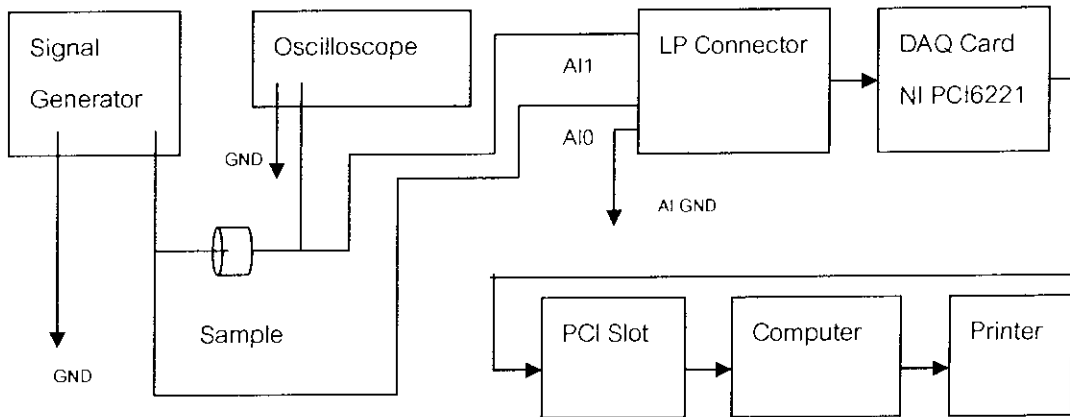 Signal
Generator
Oscilloscope
LP Connector
DAQ Card
NI PCI6221
AI1
AI0
GND
AI GND
Sample
GND
PCI Slot
Computer
Printer